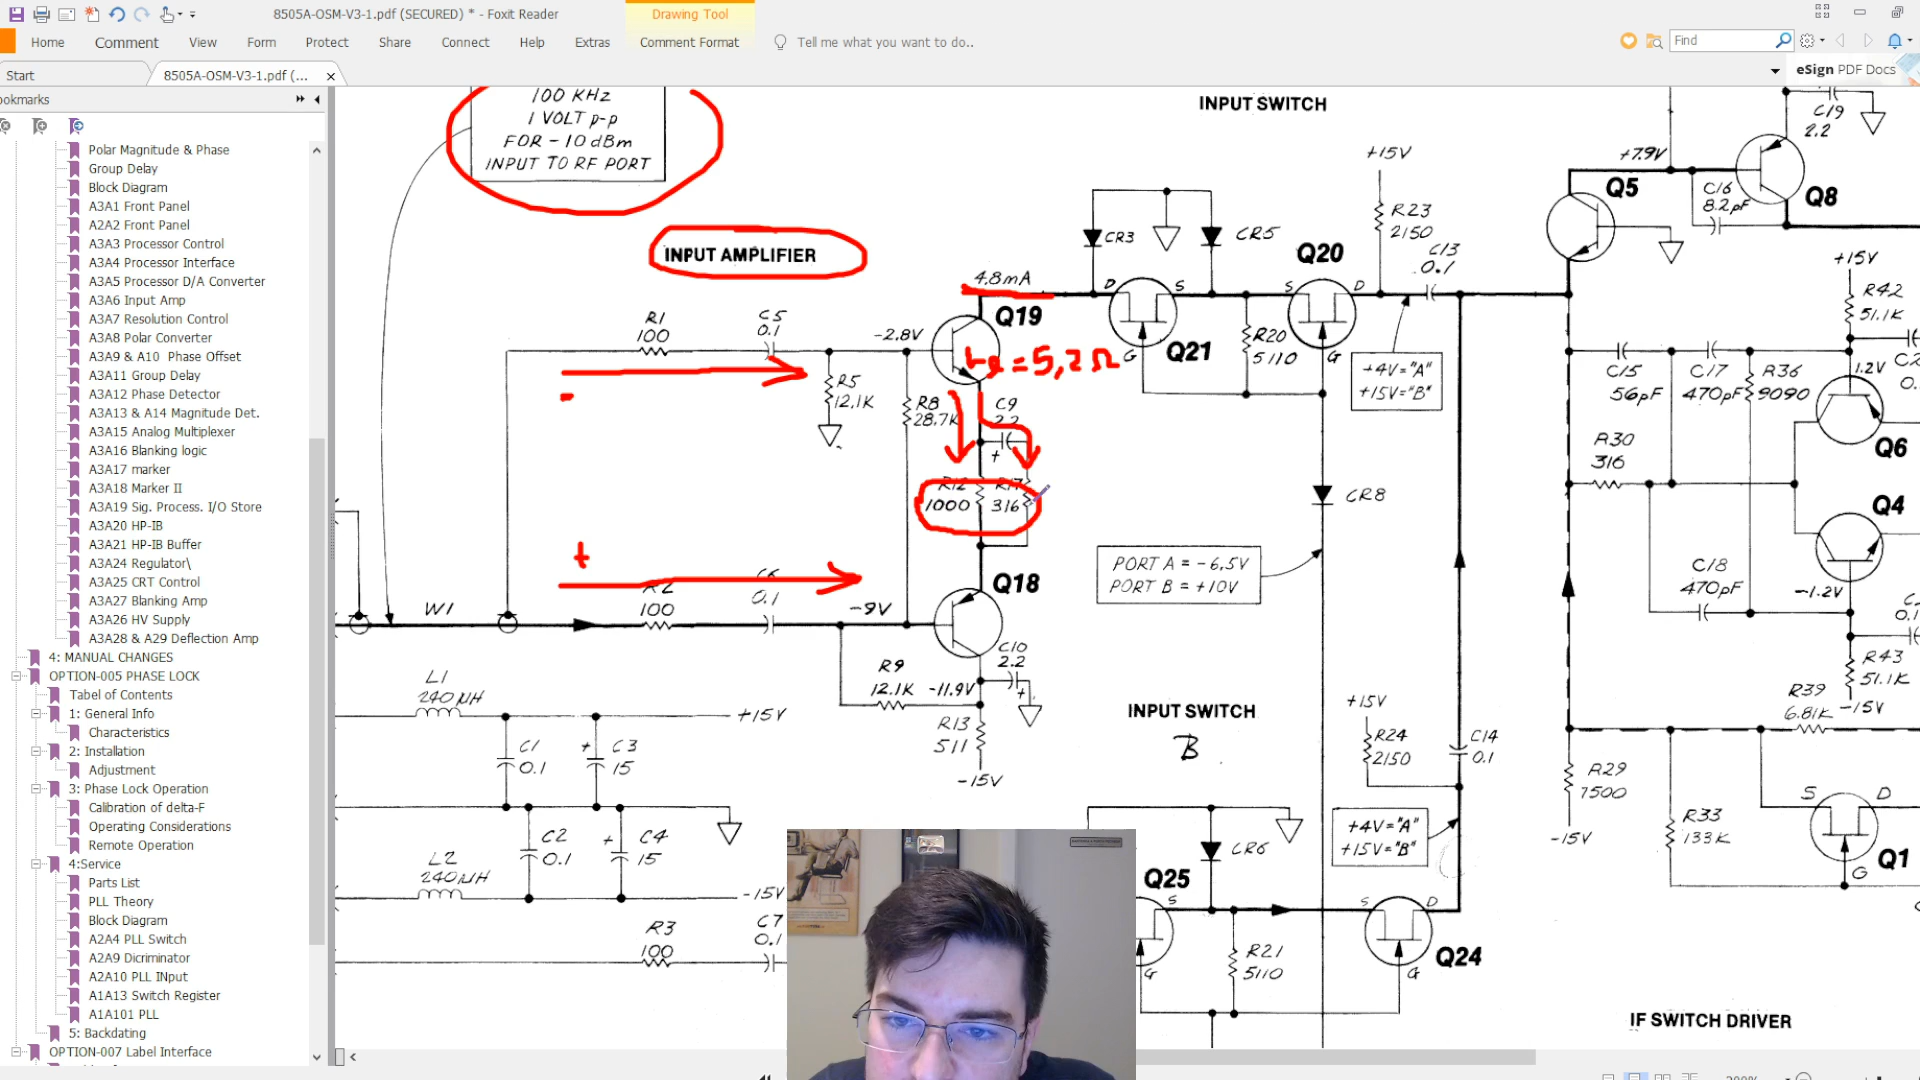 8505A-OSM-V3-1.pdf (SECURED) * - Foxit Reader
Drawing Tool
Home Comment View Form Protect Share Connect Help Extras Comment Format Tell me what you want to do..
Find
Start
8505A-OSM-V3-1.pdf (... ×
eSign PDF Docs
ookmarks
Polar Magnitude & Phase
Group Delay
Block Diagram
A3A1 Front Panel
A2A2 Front Panel
A3A3 Processor Control
A3A4 Processor Interface
A3A5 Processor D/A Converter
A3A6 Input Amp
A3A7 Resolution Control
A3A8 Polar Converter
A3A9 & A10 Phase Offset
A3A11 Group Delay
A3A12 Phase Detector
A3A13 & A14 Magnitude Det.
A3A15 Analog Multiplexer
A3A16 Blanking logic
A3A17 marker
A3A18 Marker II
A3A19 Sig. Process. I/O Store
A3A20 HP-IB
A3A21 HP-IB Buffer
A3A24 Regulator\
A3A25 CRT Control
A3A27 Blanking Amp
A3A26 HV Supply
A3A28 & A29 Deflection Amp
4: MANUAL CHANGES
OPTION-005 PHASE LOCK
Tabel of Contents
1: General Info
Characteristics
2: Installation
Adjustment
3: Phase Lock Operation
Calibration of delta-F
Operating Considerations
Remote Operation
4:Service
Parts List
PLL Theory
Block Diagram
A2A4 PLL Switch
A2A9 Dicriminator
A2A10 PLL INput
A1A13 Switch Register
A1A101 PLL
5: Backdating
OPTION-007 Label Interface
100 KHz
1 VOLT p-p
FOR -10 dBm
INPUT TO RF PORT
INPUT AMPLIFIER
INPUT SWITCH
+15V
R23
2150
C13
0.1
CR3
CR5
Q20
4.8mA
Q19
D
S
S
D
Q21
G
G
R20
5110
+4V="A"
+15V="B"
R1
100
C5
0.1
-2.8V
re = 5,2 Ω
R5
12.1K
R8
28.7K
C9
2.2
+
R12
1000
R17
316
-
+
R2
100
C6
0.1
-9V
Q18
W1
C10
2.2
+
R9
12.1K
-11.9V
R13
511
-15V
CR8
PORT A = -6.5V
PORT B = +10V
L1
240µH
+15V
C1
0.1
+
C3
15
C2
0.1
+
C4
15
L2
240µH
-15V
R3
100
C7
0.1
INPUT SWITCH
B
+15V
R24
2150
C14
0.1
+4V="A"
+15V="B"
CR6
Q25
S
G
R21
5110
S
D
G
Q24
Q5
+7.9V
C16
8.2pF
Q8
C19
2.2
+15V
R42
51.1K
C15
56pF
C17
470pF
R36
9090
1.2V
Q6
R30
316
Q4
C18
470pF
-1.2V
R43
51.1K
-15V
R39
6.81K
R29
7500
-15V
R33
133K
S
D
G
Q1
IF SWITCH DRIVER